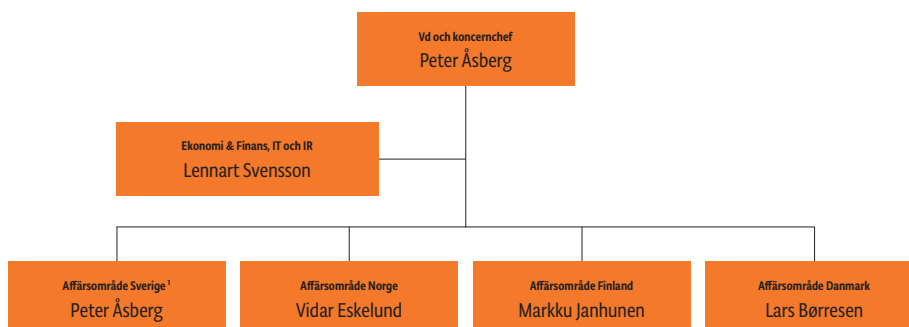 Vd och koncernchef
Peter Åsberg
Ekonomi & Finans, IT och IR
Lennart Svensson
Affärsområde Sverige ¹
Peter Åsberg
Affärsområde Norge
Vidar Eskelund
Affärsområde Finland
Markku Janhunen
Affärsområde Danmark
Lars Børresen